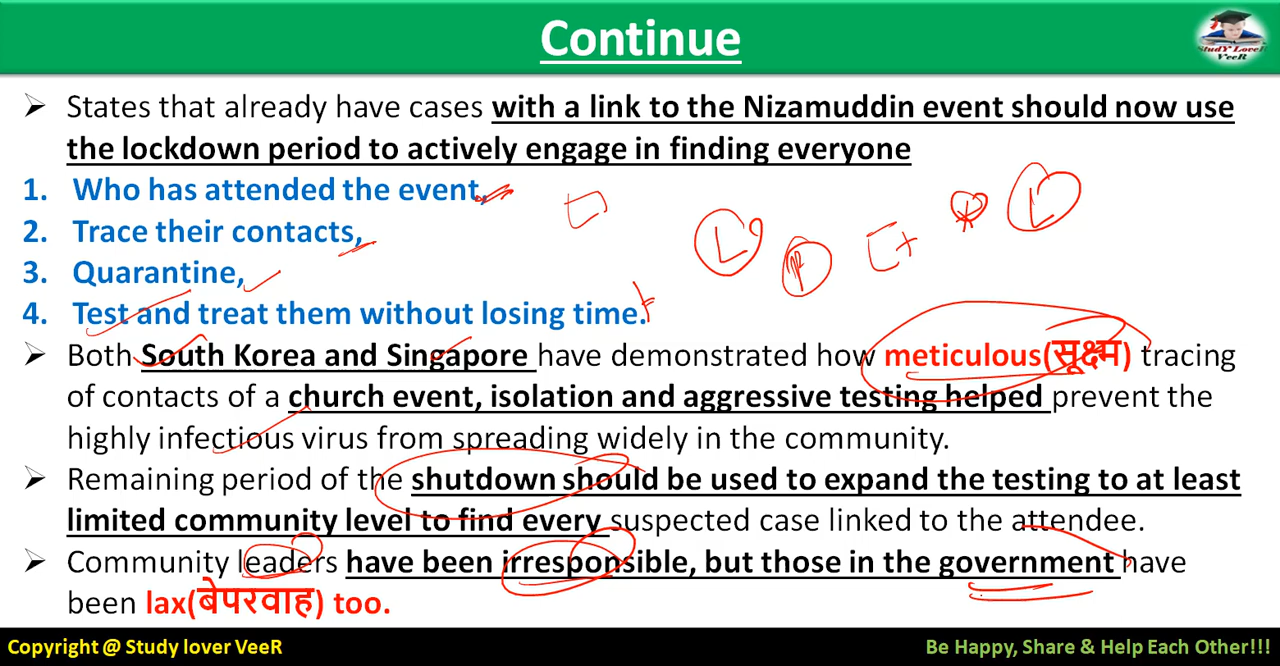 Continue
StudY LoveR
VeeR
➢ States that already have cases with a link to the Nizamuddin event should now use
the lockdown period to actively engage in finding everyone
1. Who has attended the event,
2. Trace their contacts,
3. Quarantine,
4. Test and treat them without losing time.
➢ Both South Korea and Singapore have demonstrated how meticulous(सूक्ष्म) tracing
of contacts of a church event, isolation and aggressive testing helped prevent the
highly infectious virus from spreading widely in the community.
➢ Remaining period of the shutdown should be used to expand the testing to at least
limited community level to find every suspected case linked to the attendee.
➢ Community leaders have been irresponsible, but those in the government have
been lax(बेपरवाह) too.
Copyright @ Study lover VeeR Be Happy, Share & Help Each Other!!!